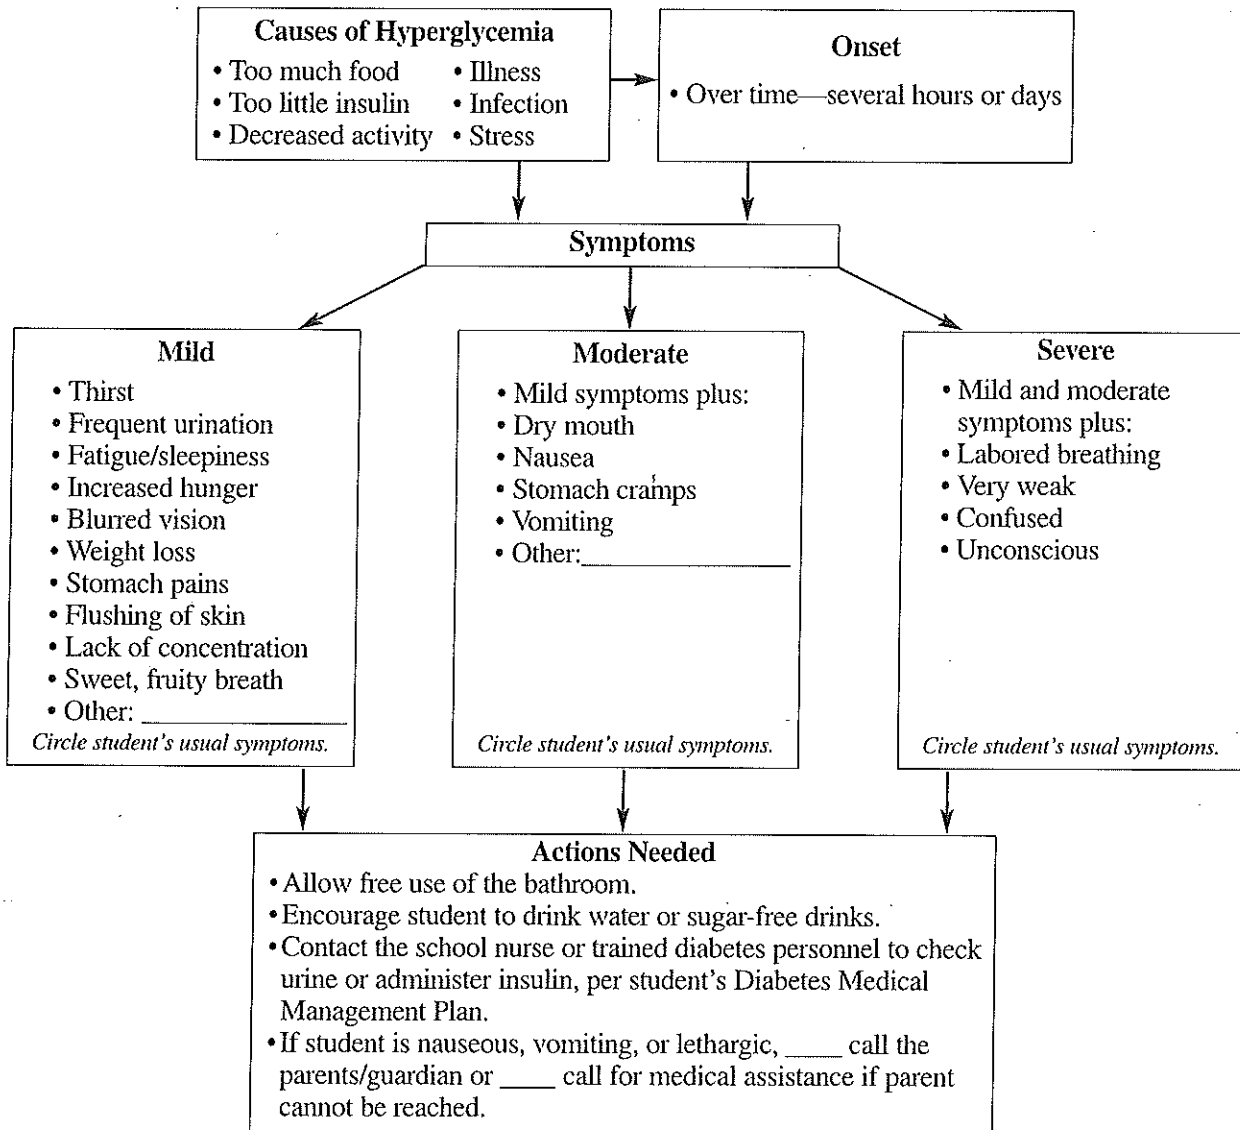 Causes of Hyperglycemia
• Too much food • Illness
• Too little insulin • Infection
• Decreased activity • Stress
Onset
• Over time—several hours or days
Symptoms
Mild
• Thirst
• Frequent urination
• Fatigue/sleepiness
• Increased hunger
• Blurred vision
• Weight loss
• Stomach pains
• Flushing of skin
• Lack of concentration
• Sweet, fruity breath
• Other: ____________________
Circle student's usual symptoms.
Moderate
• Mild symptoms plus:
• Dry mouth
• Nausea
• Stomach cramps
• Vomiting
• Other:____________________
Circle student's usual symptoms.
Severe
• Mild and moderate
symptoms plus:
• Labored breathing
• Very weak
• Confused
• Unconscious
Circle student's usual symptoms.
Actions Needed
• Allow free use of the bathroom.
• Encourage student to drink water or sugar-free drinks.
• Contact the school nurse or trained diabetes personnel to check
urine or administer insulin, per student's Diabetes Medical
Management Plan.
• If student is nauseous, vomiting, or lethargic, ____ call the
parents/guardian or ____ call for medical assistance if parent
cannot be reached.